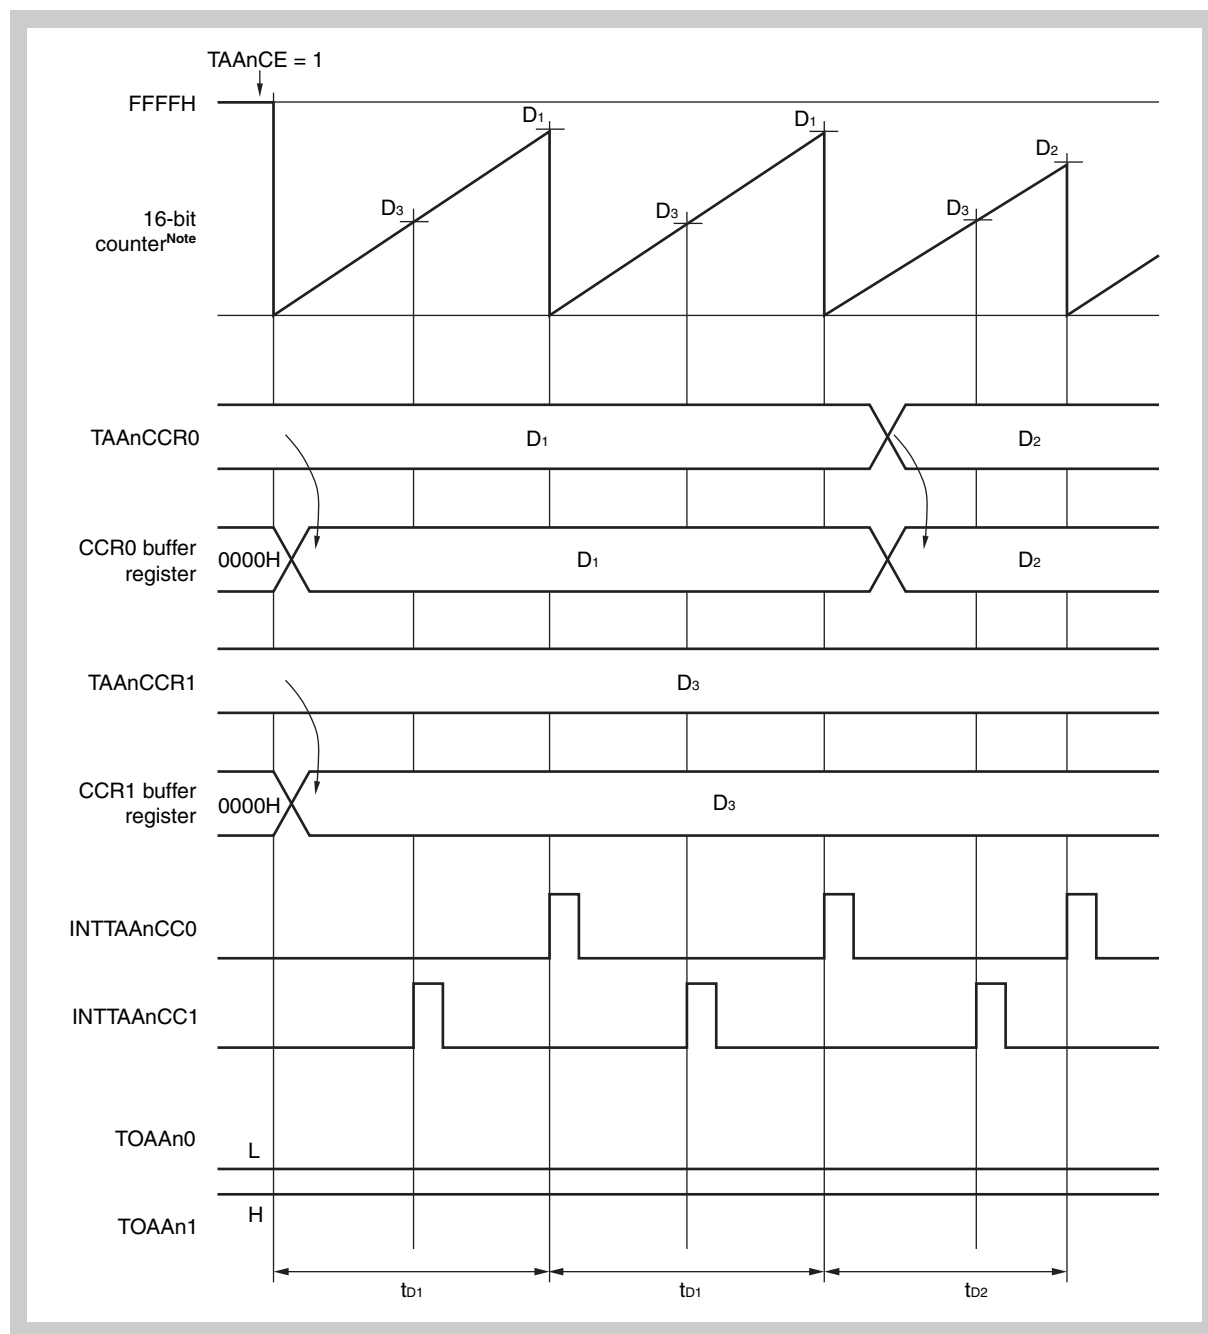 TAAnCE = 1
FFFFH
D1 D1 D2
D3 D3 D3
16-bit
counterNote
TAAnCCR0 D1 D2
CCR0 buffer
register
0000H D1 D2
TAAnCCR1 D3
CCR1 buffer
register
0000H D3
INTTAAnCC0
INTTAAnCC1
TOAAn0 L
TOAAn1 H
tD1 tD1 tD2